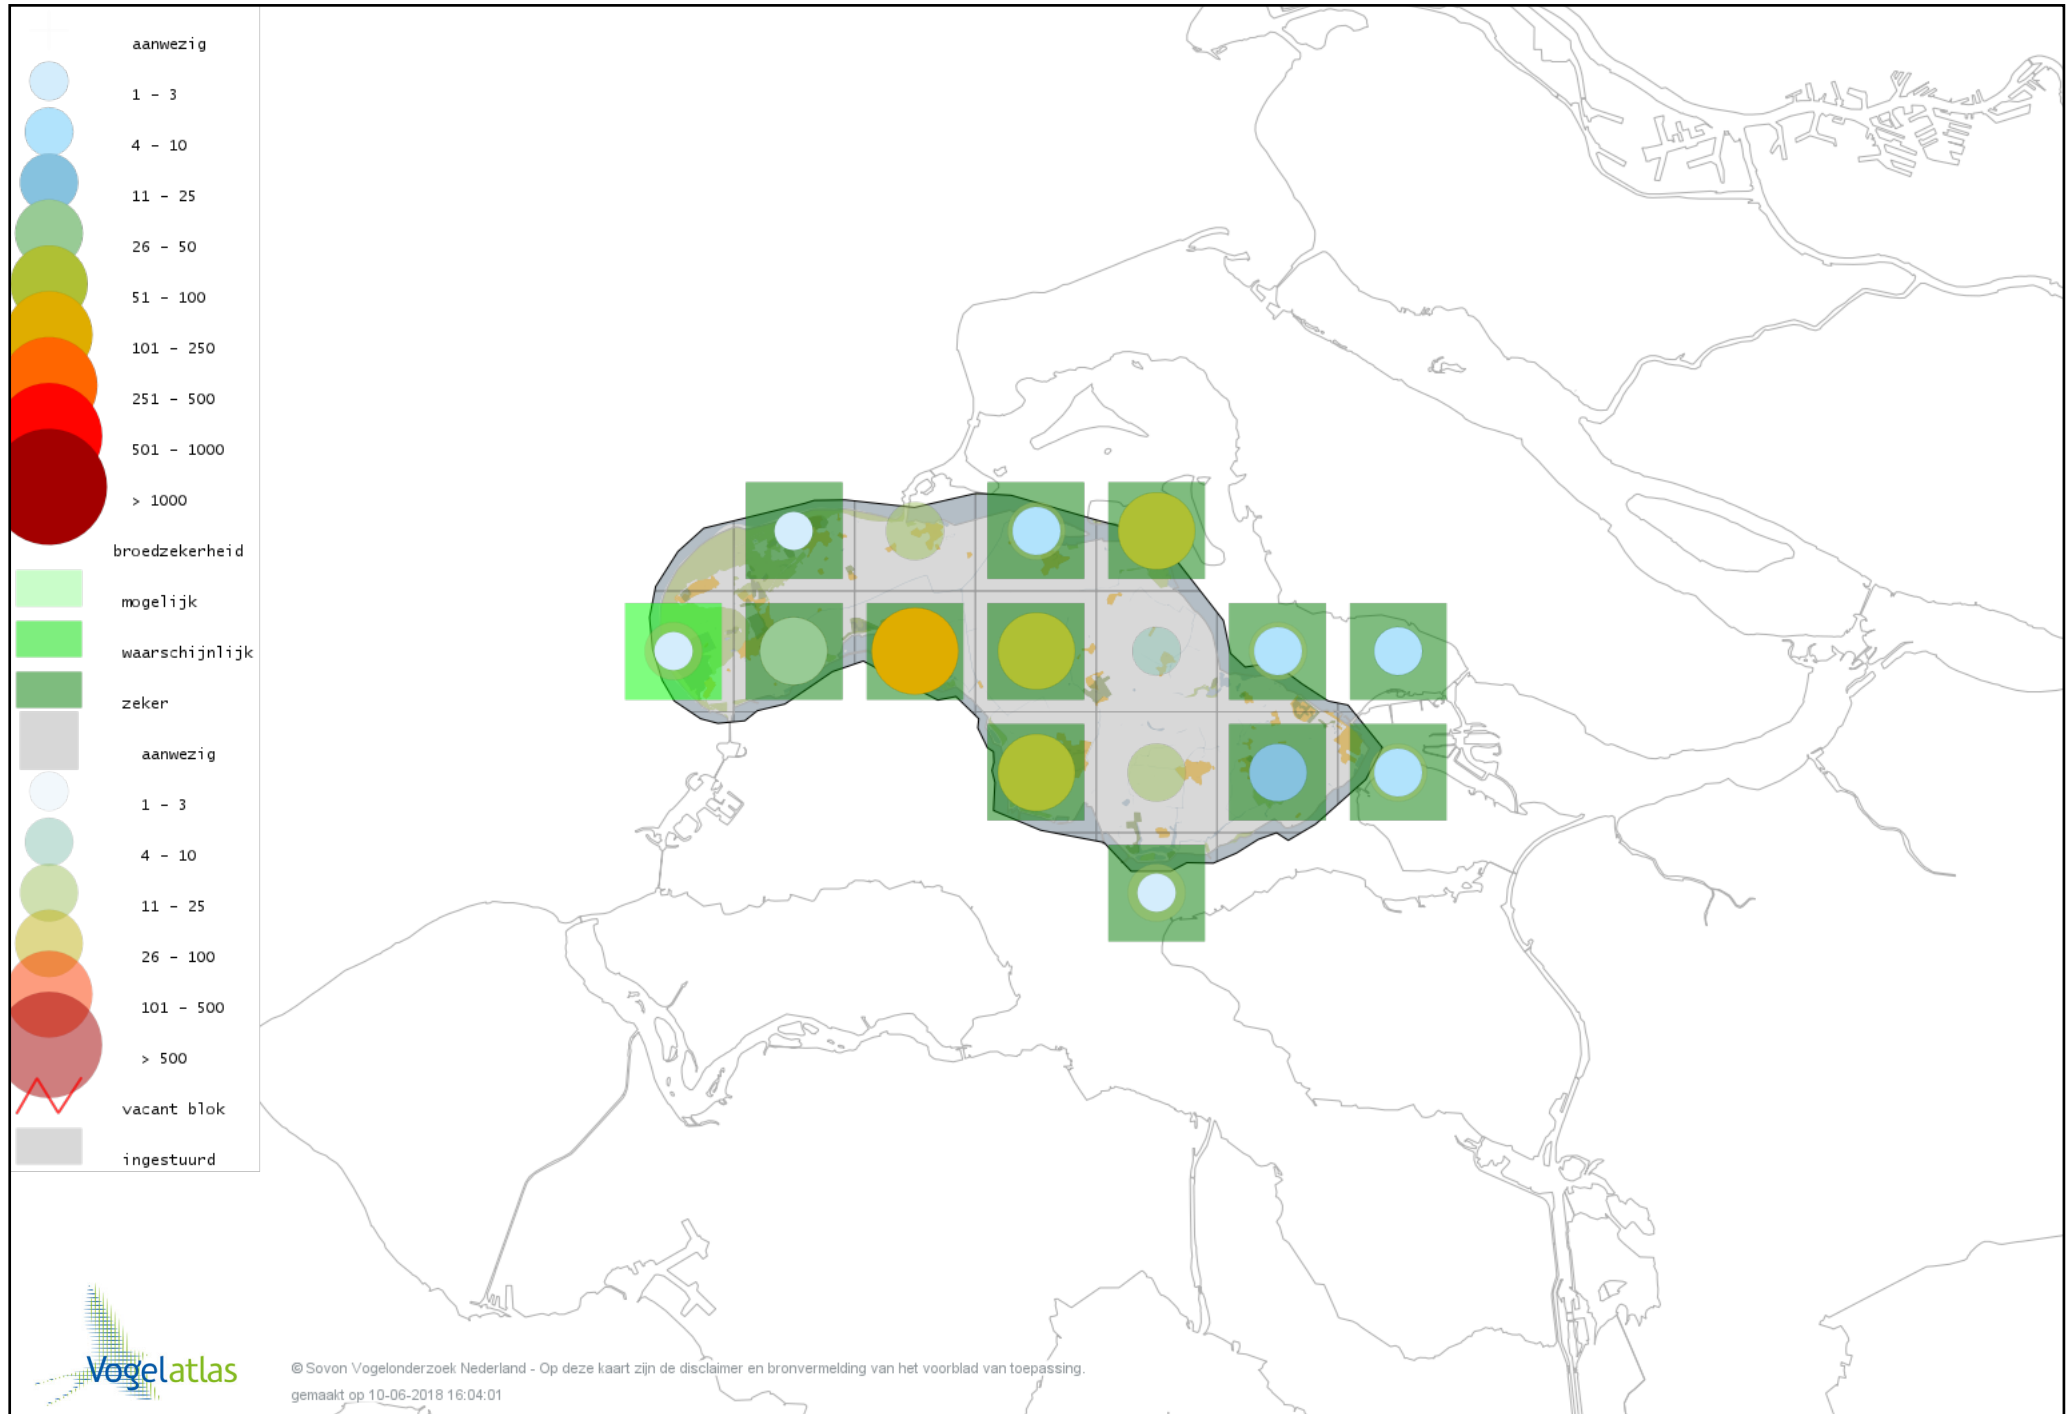 aanwezig
1 - 3
4 - 10
11 - 25
26 - 50
51 - 100
101 - 250
251 - 500
501 - 1000
> 1000
broedzekerheid
mogelijk
waarschijnlijk
zeker
aanwezig
1 - 3
4 - 10
11 - 25
26 - 100
101 - 500
> 500
vacant blok
ingestuurd
Vogelatlas
© Sovon Vogelonderzoek Nederland - Op deze kaart zijn de disclaimer en bronvermelding van het voorblad van toepassing.
gemaakt op 10-06-2018 16:04:01